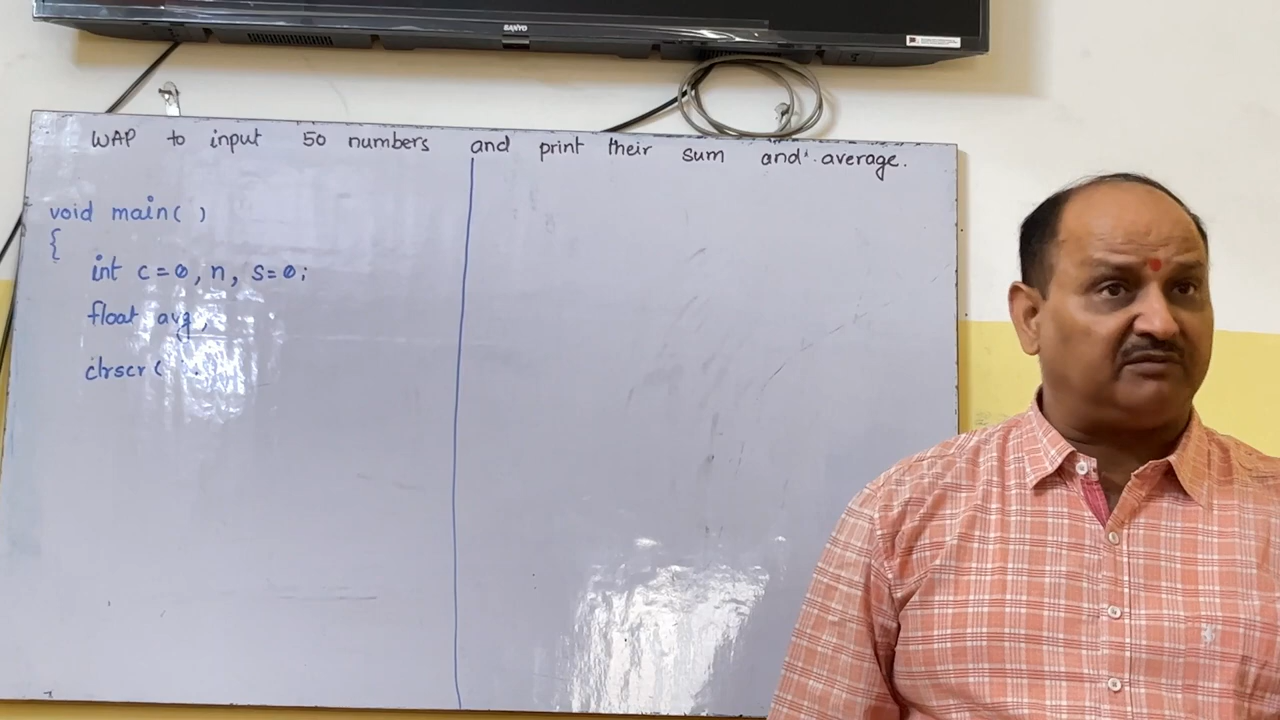 SANYO
WAP to input 50 numbers and print their sum and average.
void main( )
{
int c=0, n, s=0;
float avg,
clrscr(